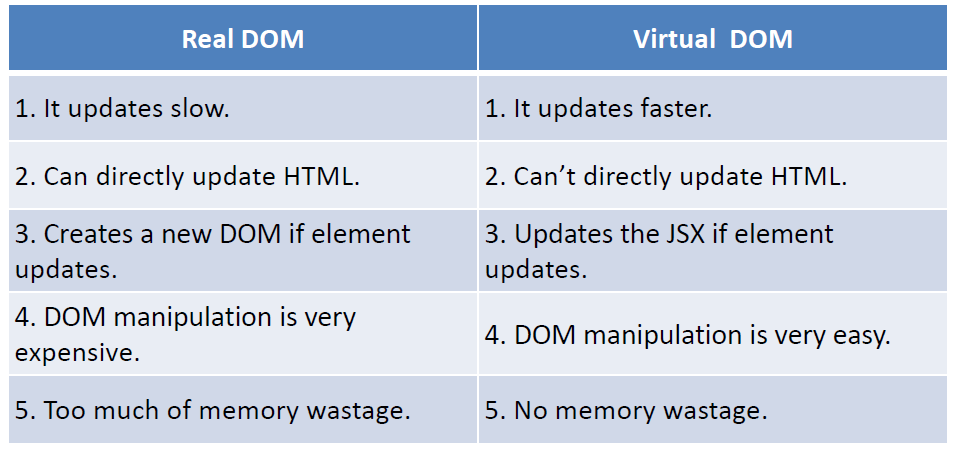 Real DOM
Virtual DOM
1. It updates slow.
1. It updates faster.
2. Can directly update HTML.
2. Can’t directly update HTML.
3. Creates a new DOM if element
updates.
3. Updates the JSX if element
updates.
4. DOM manipulation is very
expensive.
4. DOM manipulation is very easy.
5. Too much of memory wastage.
5. No memory wastage.